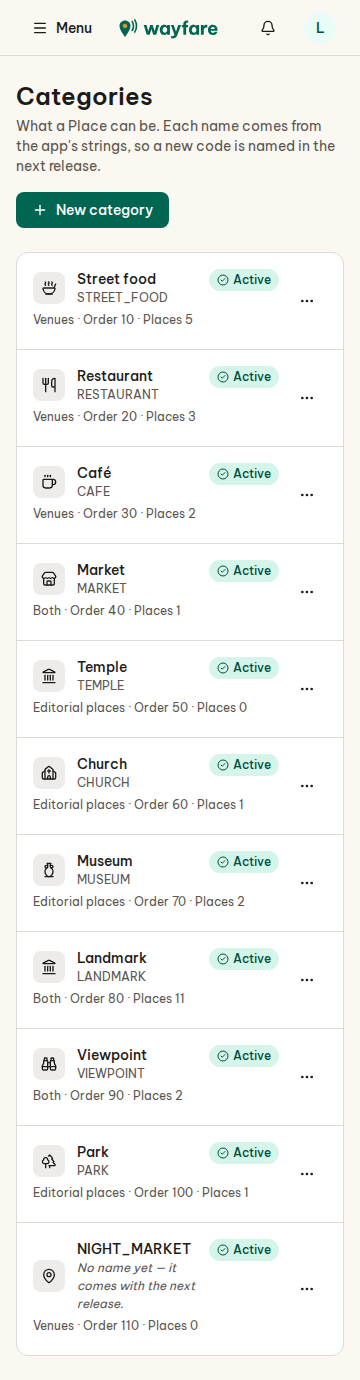 Menu
wayfare
L
Categories
What a Place can be. Each name comes from
the app's strings, so a new code is named in the
next release.
New category
Street food
Active
STREET_FOOD
Venues · Order 10 · Places 5
Restaurant
Active
RESTAURANT
Venues · Order 20 · Places 3
Café
Active
CAFE
Venues · Order 30 · Places 2
Market
Active
MARKET
Both · Order 40 · Places 1
Temple
Active
TEMPLE
Editorial places · Order 50 · Places 0
Church
Active
CHURCH
Editorial places · Order 60 · Places 1
Museum
Active
MUSEUM
Editorial places · Order 70 · Places 2
Landmark
Active
LANDMARK
Both · Order 80 · Places 11
Viewpoint
Active
VIEWPOINT
Both · Order 90 · Places 2
Park
Active
PARK
Editorial places · Order 100 · Places 1
NIGHT_MARKET
Active
No name yet — it
comes with the next
release.
Venues · Order 110 · Places 0